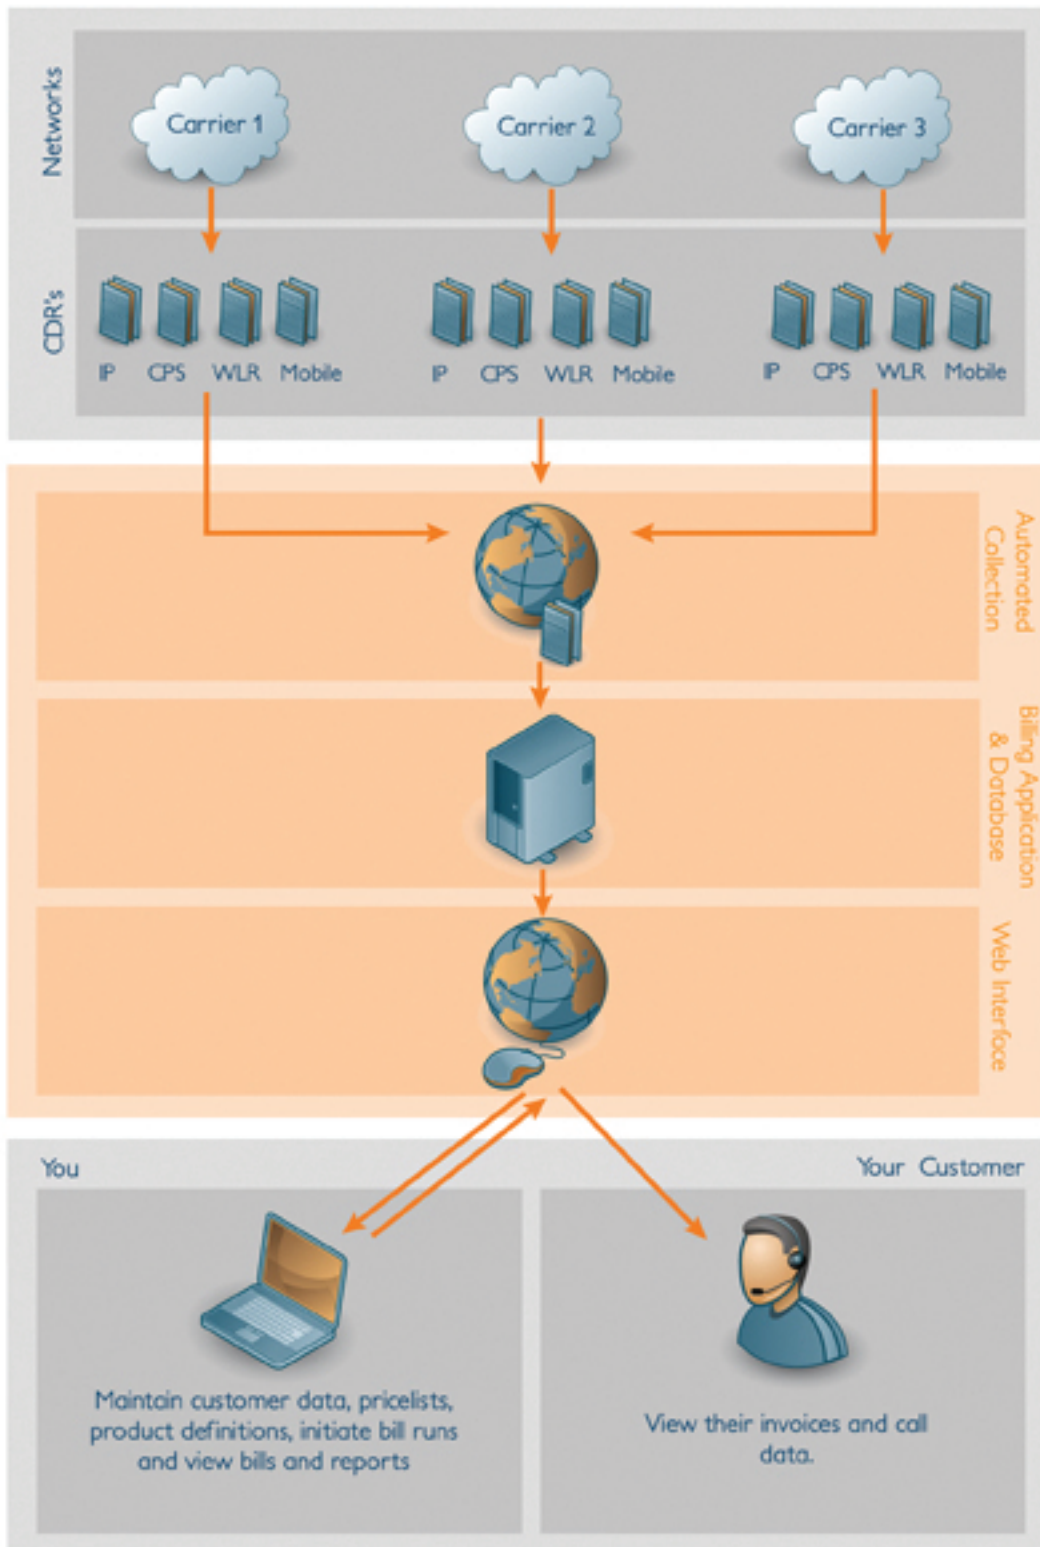 Networks
Carrier 1
Carrier 2
Carrier 3
CDR's
IP CPS WLR Mobile
IP CPS WLR Mobile
IP CPS WLR Mobile
Automated
Collection
Billing Application
& Database
Web Interface
You
Your Customer
Maintain customer data, pricelists,
product definitions, initiate bill runs
and view bills and reports
View their invoices and call
data.